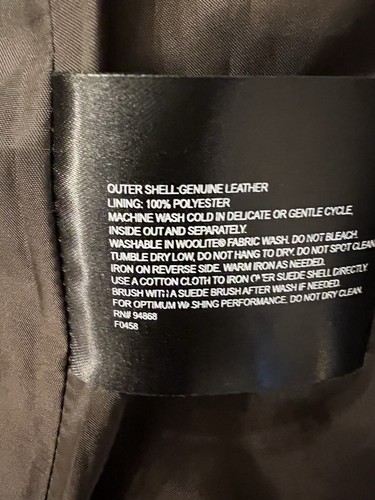 OUTER SHELL:GENUINE LEATHER
LINING: 100% POLYESTER
MACHINE WASH COLD IN DELICATE OR GENTLE CYCLE,
INSIDE OUT AND SEPARATELY.
WASHABLE IN WOOLITE® FABRIC WASH. DO NOT BLEACH.
TUMBLE DRY LOW, DO NOT HANG TO DRY. DO NOT SPOT CLEAN.
IRON ON REVERSE SIDE. WARM IRON AS NEEDED.
USE A COTTON CLOTH TO IRON OVER SUEDE SHELL DIRECTLY.
BRUSH WITH A SUEDE BRUSH AFTER WASH IF NEEDED.
FOR OPTIMUM WASHING PERFORMANCE. DO NOT DRY CLEAN.
RN# 94868
F0458